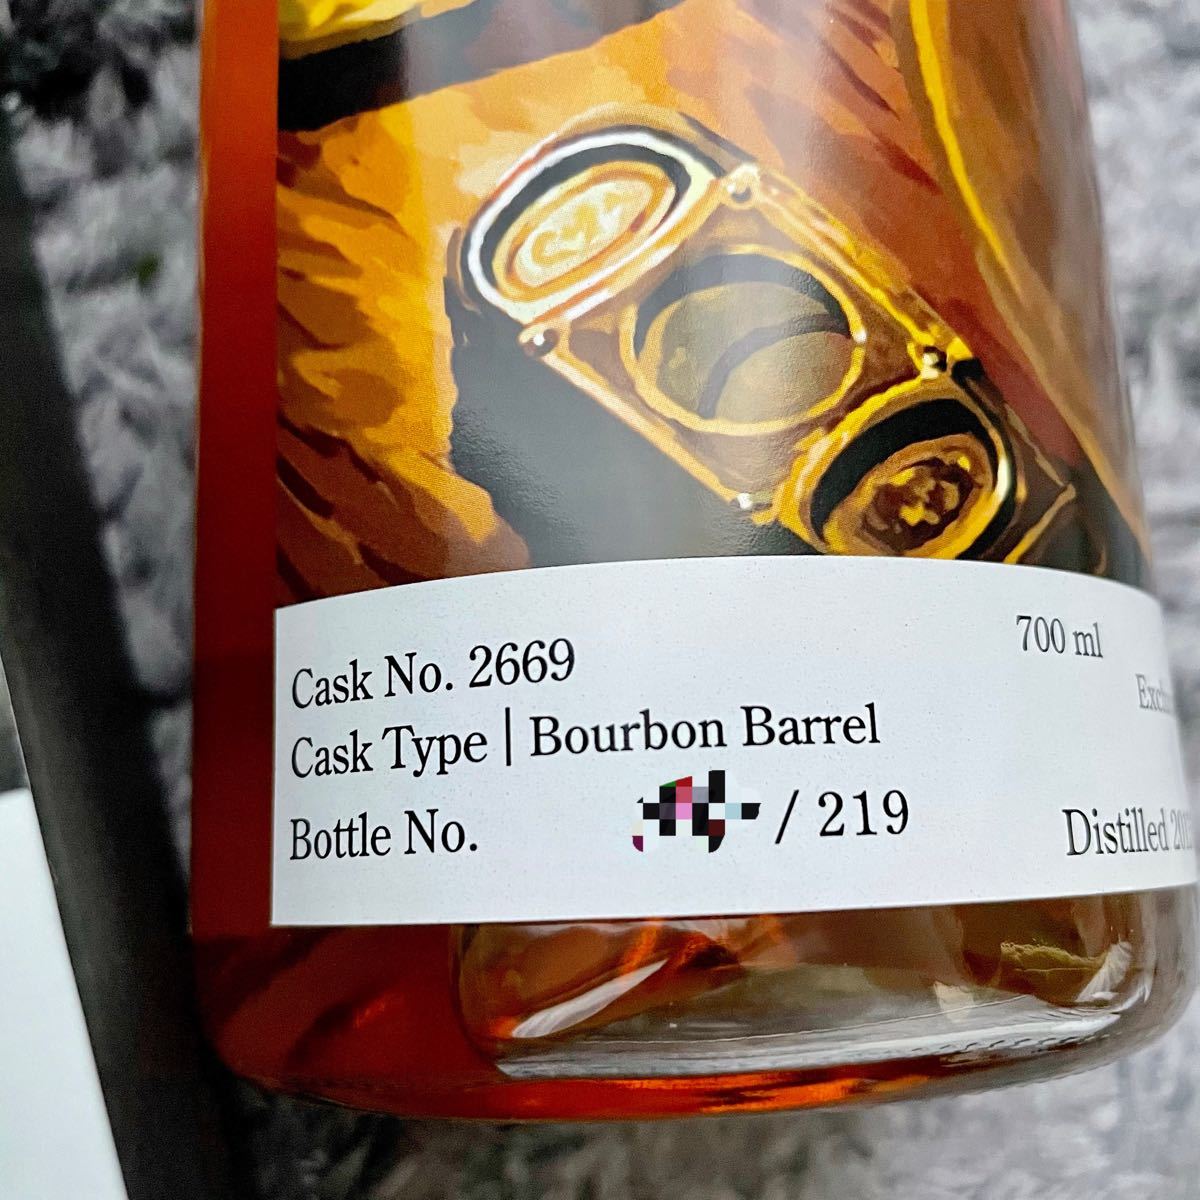 Cask No. 2669
Cask Type | Bourbon Barrel
Bottle No. / 219
700 ml
Distilled